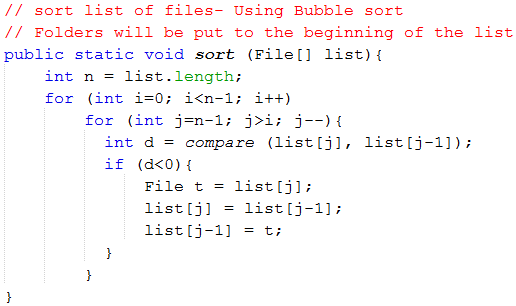 // sort list of files- Using Bubble sort
// Folders will be put to the beginning of the list
public static void sort (File[] list){
    int n = list.length;
    for (int i=0; i<n-1; i++)
        for (int j=n-1; j>i; j--){
          int d = compare (list[j], list[j-1]);
          if (d<0){
              File t = list[j];
              list[j] = list[j-1];
              list[j-1] = t;
          }
        }
}